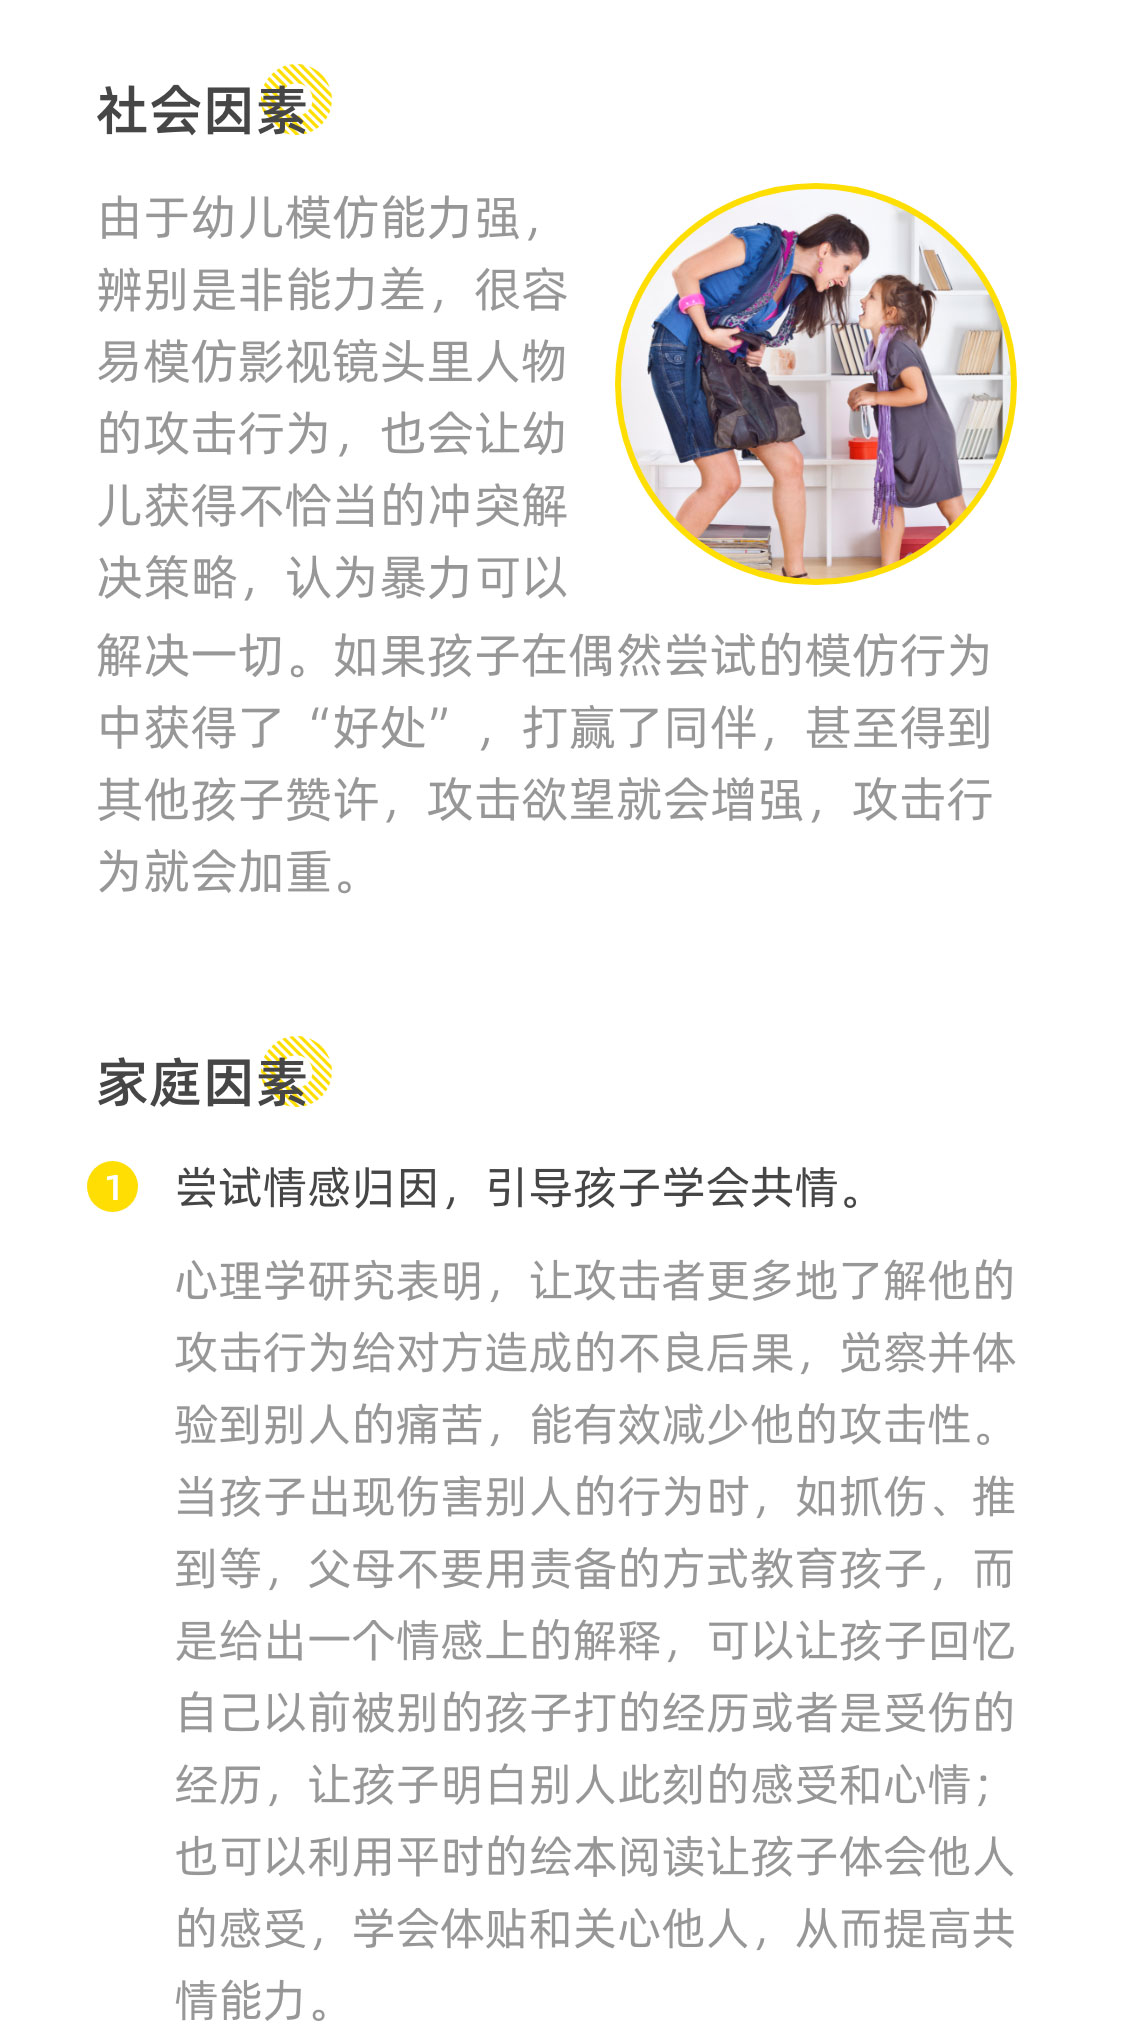 社会因素
由于幼儿模仿能力强，
辨别是非能力差，很容
易模仿影视镜头里人物
的攻击行为，也会让幼
儿获得不恰当的冲突解
决策略，认为暴力可以
解决一切。如果孩子在偶然尝试的模仿行为
中获得了“好处”，打赢了同伴，甚至得到
其他孩子赞许，攻击欲望就会增强，攻击行
为就会加重。
家庭因素
1 尝试情感归因，引导孩子学会共情。
心理学研究表明，让攻击者更多地了解他的
攻击行为给对方造成的不良后果，觉察并体
验到别人的痛苦，能有效减少他的攻击性。
当孩子出现伤害别人的行为时，如抓伤、推
到等，父母不要用责备的方式教育孩子，而
是给出一个情感上的解释，可以让孩子回忆
自己以前被别的孩子打的经历或者是受伤的
经历，让孩子明白别人此刻的感受和心情；
也可以利用平时的绘本阅读让孩子体会他人
的感受，学会体贴和关心他人，从而提高共
情能力。